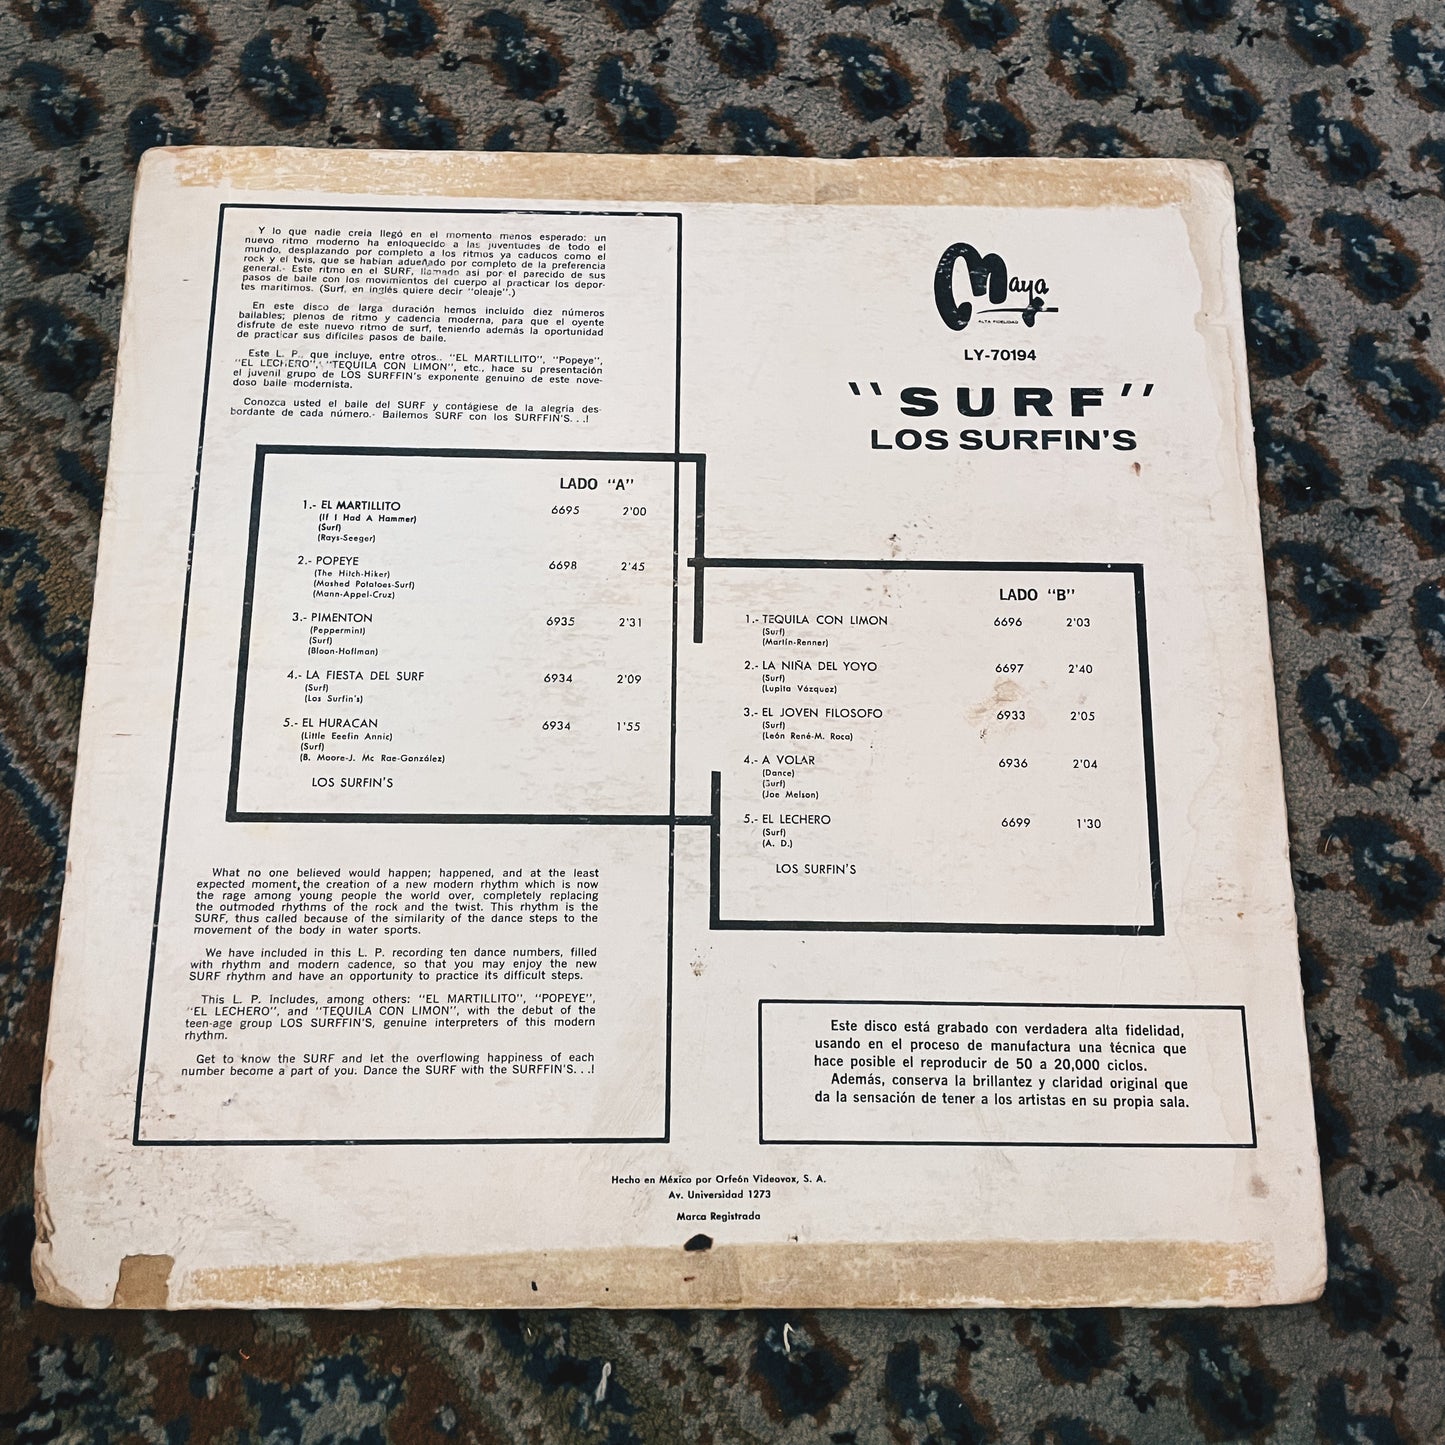 Y lo que nadie creía llegó en el momento menos esperado: un
nuevo ritmo moderno ha enloquecido a las juventudes de todo el
mundo, desplazando por completo a los ritmos ya caducos como el
rock y el twis, que se habían adueñado por completo de la preferencia
general.- Este ritmo en el SURF, llamado así por el parecido de sus
pasos de baile con los movimientos del cuerpo al practicar los depor-
tes marítimos. (Surf, en inglés quiere decir "oleaje".)
En este disco de larga duración hemos incluído diez números
bailables; plenos de ritmo y cadencia moderna, para que el oyente
disfrute de este nuevo ritmo de surf, teniendo además la oportunidad
de practicar sus difíciles pasos de baile.
Este L. P., que incluye, entre otros.. "EL MARTILLITO", "Popeye",
"EL LECHERO", "TEQUILA CON LIMON", etc., hace su presentación
el juvenil grupo de LOS SURFFIN's exponente genuino de este nove-
doso baile modernista.
Conozca usted el baile del SURF y contágiese de la alegría des-
bordante de cada número.- Bailemos SURF con los SURFFIN'S. . .!
Maya
ALTA FIDELIDAD
LY-70194
"SURF"
LOS SURFIN'S
LADO "A"
1.- EL MARTILLITO 6695 2'00
(If I Had A Hammer)
(Surf)
(Rays-Seeger)
2.- POPEYE 6698 2'45
(The Hitch-Hiker)
(Mashed Potatoes-Surf)
(Mann-Appel-Cruz)
3.- PIMENTON 6935 2'31
(Peppermint)
(Surf)
(Bloan-Hoffman)
4.- LA FIESTA DEL SURF 6934 2'09
(Surf)
(Los Surfin's)
5.- EL HURACAN 6934 1'55
(Little Eeefin Annic)
(Surf)
(B. Moore-J. Mc Rae-González)
LOS SURFIN'S
LADO "B"
1.- TEQUILA CON LIMON 6696 2'03
(Surf)
(Martín-Renner)
2.- LA NIÑA DEL YOYO 6697 2'40
(Surf)
(Lupita Vázquez)
3.- EL JOVEN FILOSOFO 6933 2'05
(Surf)
(León René-M. Roca)
4.- A VOLAR 6936 2'04
(Dance)
(Surf)
(Joe Melson)
5.- EL LECHERO 6699 1'30
(Surf)
(A. D.)
LOS SURFIN'S
What no one believed would happen; happened, and at the least
expected moment, the creation of a new modern rhythm which is now
the rage among young people the world over, completely replacing
the outmoded rhythms of the rock and the twist. This rhythm is the
SURF, thus called because of the similarity of the dance steps to the
movement of the body in water sports.
We have included in this L. P. recording ten dance numbers, filled
with rhythm and modern cadence, so that you may enjoy the new
SURF rhythm and have an opportunity to practice its difficult steps.
This L. P. Includes, among others: "EL MARTILLITO", "POPEYE",
"EL LECHERO", and "TEQUILA CON LIMON", with the debut of the
teen-age group LOS SURFFIN'S, genuine interpreters of this modern
rhythm.
Get to know the SURF and let the overflowing happiness of each
number become a part of you. Dance the SURF with the SURFFIN'S. . .!
Este disco está grabado con verdadera alta fidelidad,
usando en el proceso de manufactura una técnica que
hace posible el reproducir de 50 a 20,000 ciclos.
Además, conserva la brillantez y claridad original que
da la sensación de tener a los artistas en su propia sala.
Hecho en México por Orfeón Videovox, S. A.
Av. Universidad 1273
Marca Registrada